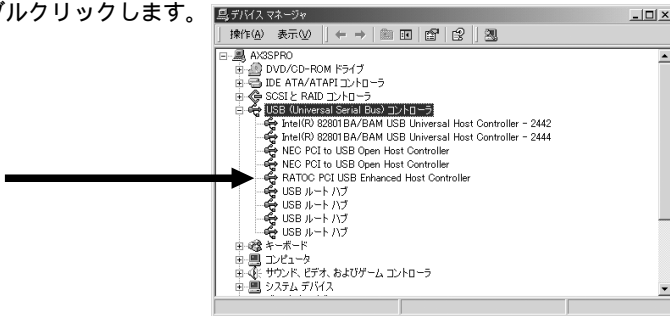 ブルクリックします。
デバイス マネージャ
操作(A) 表示(V)
AX3SPRO
DVD/CD-ROM ドライブ
IDE ATA/ATAPI コントローラ
SCSI と RAID コントローラ
USB (Universal Serial Bus) コントローラ
Intel(R) 82801BA/BAM USB Universal Host Controller - 2442
Intel(R) 82801BA/BAM USB Universal Host Controller - 2444
NEC PCI to USB Open Host Controller
NEC PCI to USB Open Host Controller
RATOC PCI USB Enhanced Host Controller
USB ルート ハブ
USB ルート ハブ
USB ルート ハブ
USB ルート ハブ
キーボード
コンピュータ
サウンド、ビデオ、およびゲーム コントローラ
システム デバイス